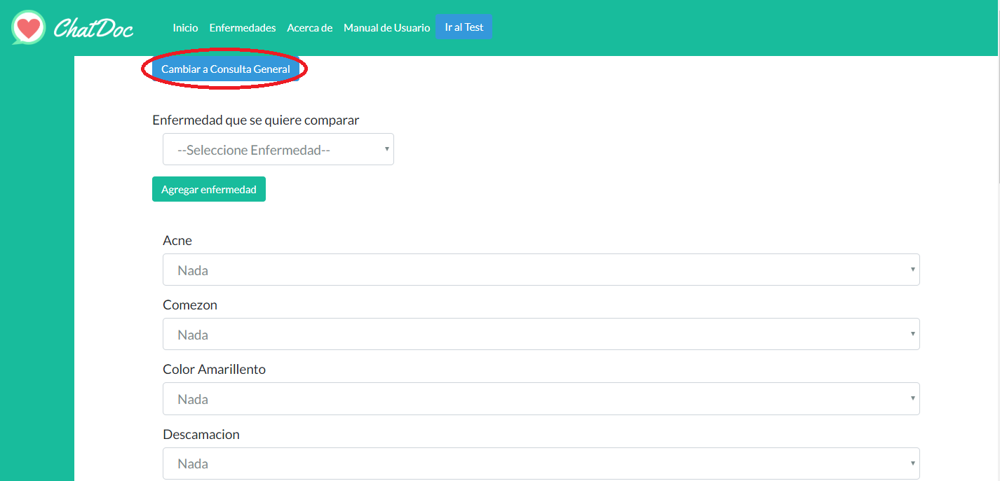 ChatDoc Inicio Enfermedades Acerca de Manual de Usuario Ir al Test
Cambiar a Consulta General
Enfermedad que se quiere comparar
--Seleccione Enfermedad--
Agregar enfermedad
Acne
Nada
Comezon
Nada
Color Amarillento
Nada
Descamacion
Nada